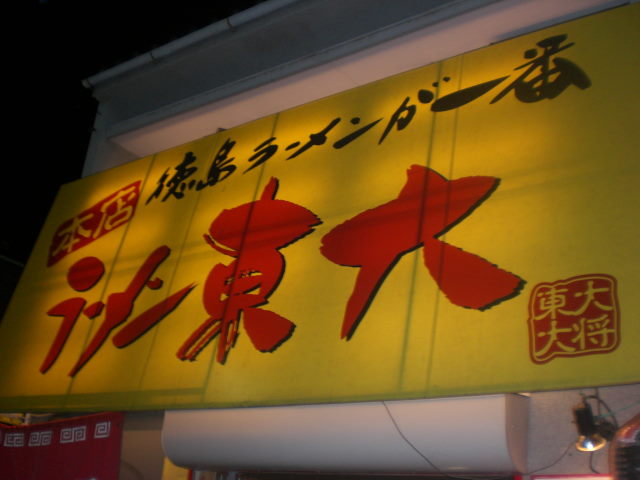 徳島ラーメンが一番
本店
ラーメン東大
東大
大将